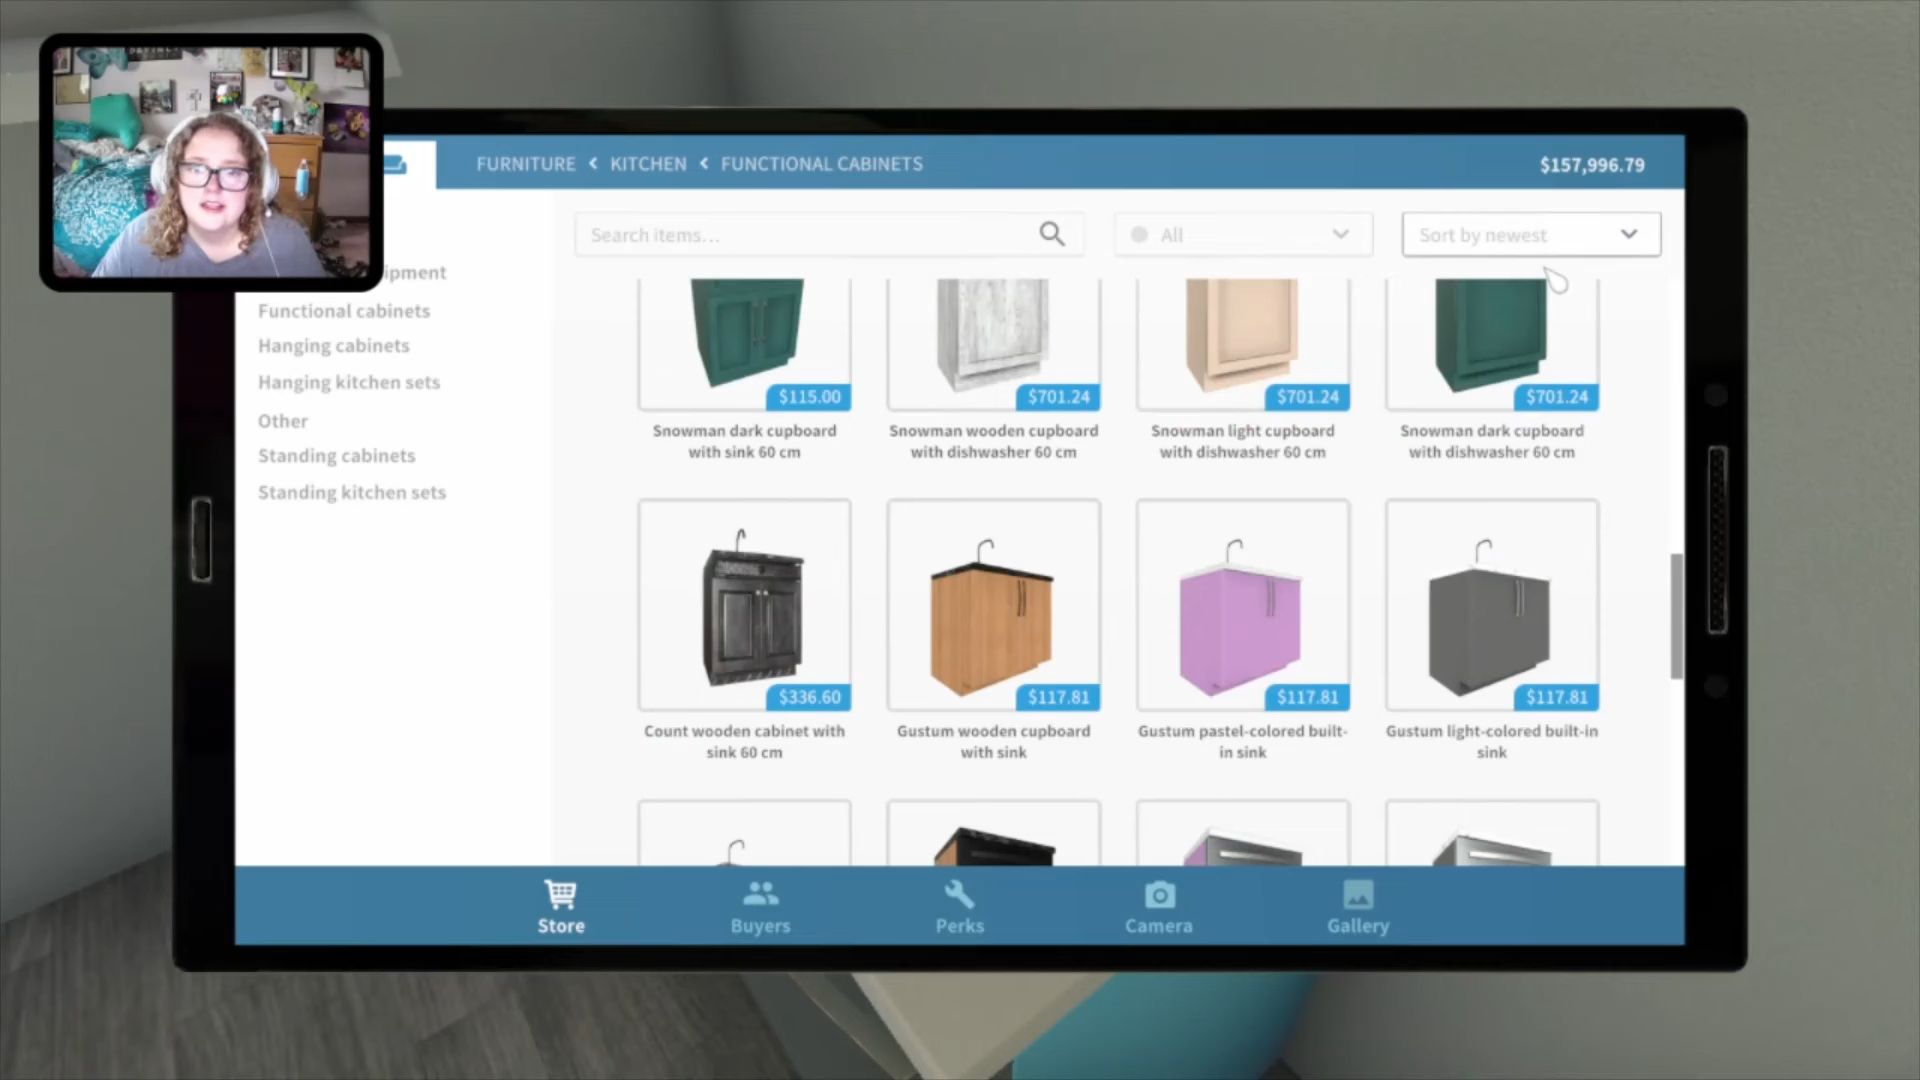 FURNITURE < KITCHEN < FUNCTIONAL CABINETS
$157,996.79
Search items...
All
Sort by newest
Functional cabinets
Hanging cabinets
Hanging kitchen sets
Other
Standing cabinets
Standing kitchen sets
$115.00
$701.24
$701.24
$701.24
Snowman dark cupboard
with sink 60 cm
Snowman wooden cupboard
with dishwasher 60 cm
Snowman light cupboard
with dishwasher 60 cm
Snowman dark cupboard
with dishwasher 60 cm
$336.60
$117.81
$117.81
$117.81
Count wooden cabinet with
sink 60 cm
Gustum wooden cupboard
with sink
Gustum pastel-colored built-
in sink
Gustum light-colored built-in
sink
Store
Buyers
Perks
Camera
Gallery